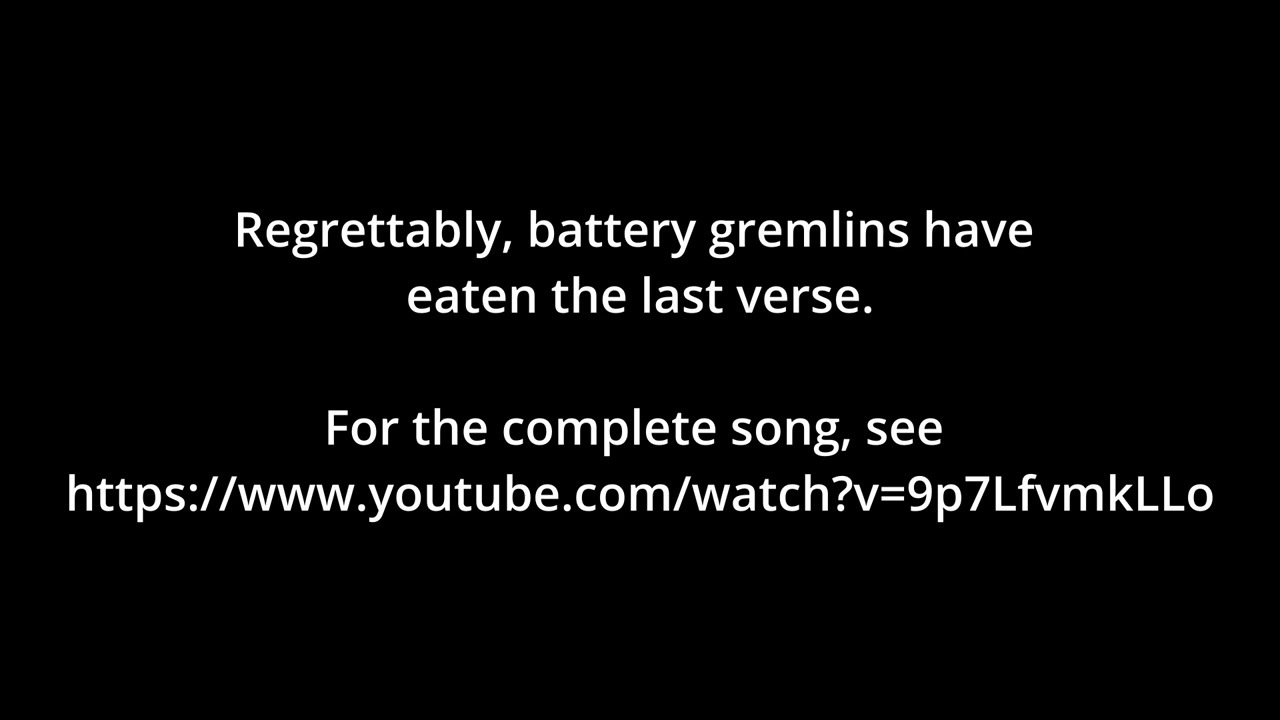 Regrettably, battery gremlins have
eaten the last verse.
For the complete song, see
https://www.youtube.com/watch?v=9p7LfvmkLLo